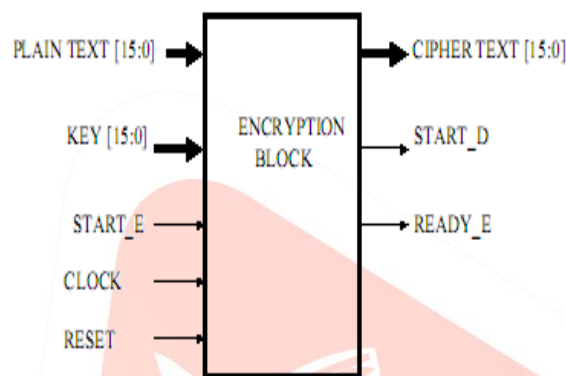 PLAIN TEXT [15:0]
CIPHER TEXT [15:0]
KEY [15:0]
ENCRYPTION
BLOCK
START_D
START_E
READY_E
CLOCK
RESET